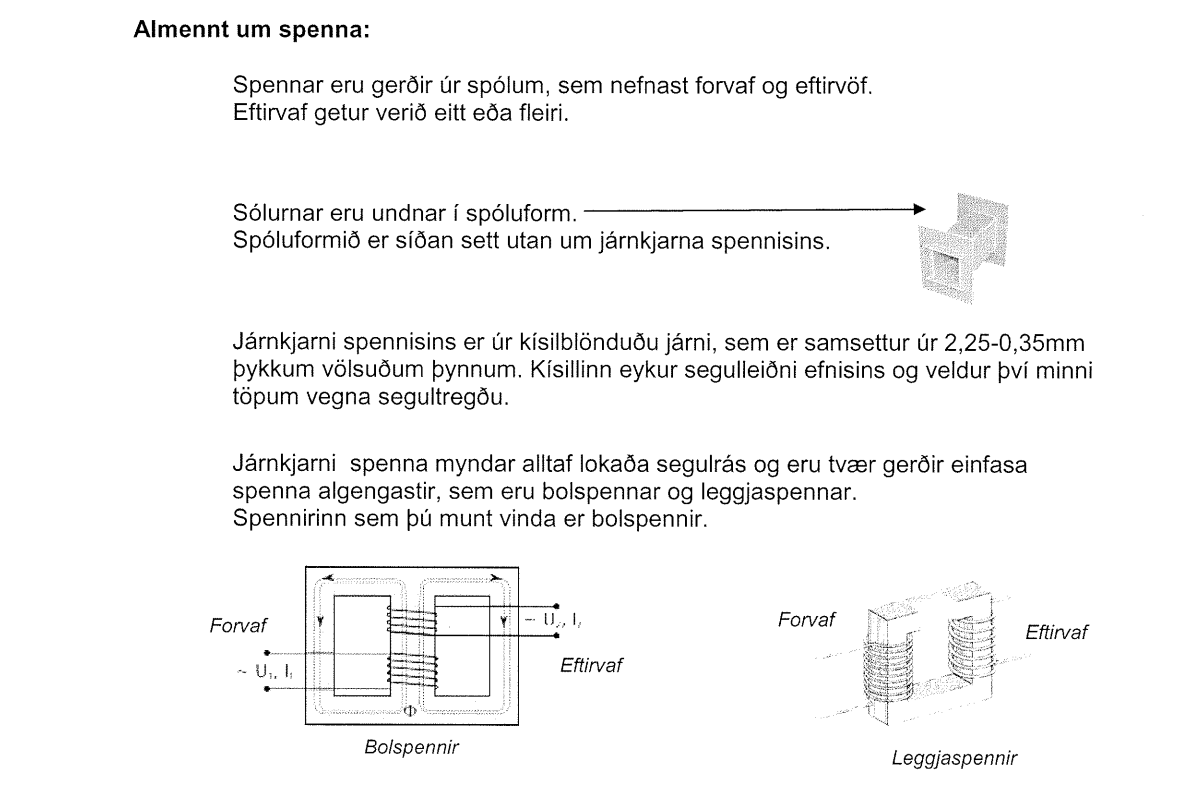 Almennt um spenna:
Spennar eru gerðir úr spólum, sem nefnast forvaf og eftirvöf.
Eftirvaf getur verið eitt eða fleiri.
Sólurnar eru undnar í spóluform.
Spóluformið er síðan sett utan um járnkjarna spennisins.
Járnkjarni spennisins er úr kísilblönduðu járni, sem er samsettur úr 2,25-0,35mm
þykkum völsuðum þynnum. Kísillinn eykur segulleiðni efnisins og veldur því minni
töpum vegna segultregðu.
Járnkjarni spenna myndar alltaf lokaða segulrás og eru tvær gerðir einfasa
spenna algengastir, sem eru bolspennar og leggjaspennar.
Spennirinn sem þú munt vinda er bolspennir.
Forvaf
~ U₁, I₁
~ U₂, I₂
Eftirvaf
Φ
Bolspennir
Forvaf
Eftirvaf
Leggjaspennir